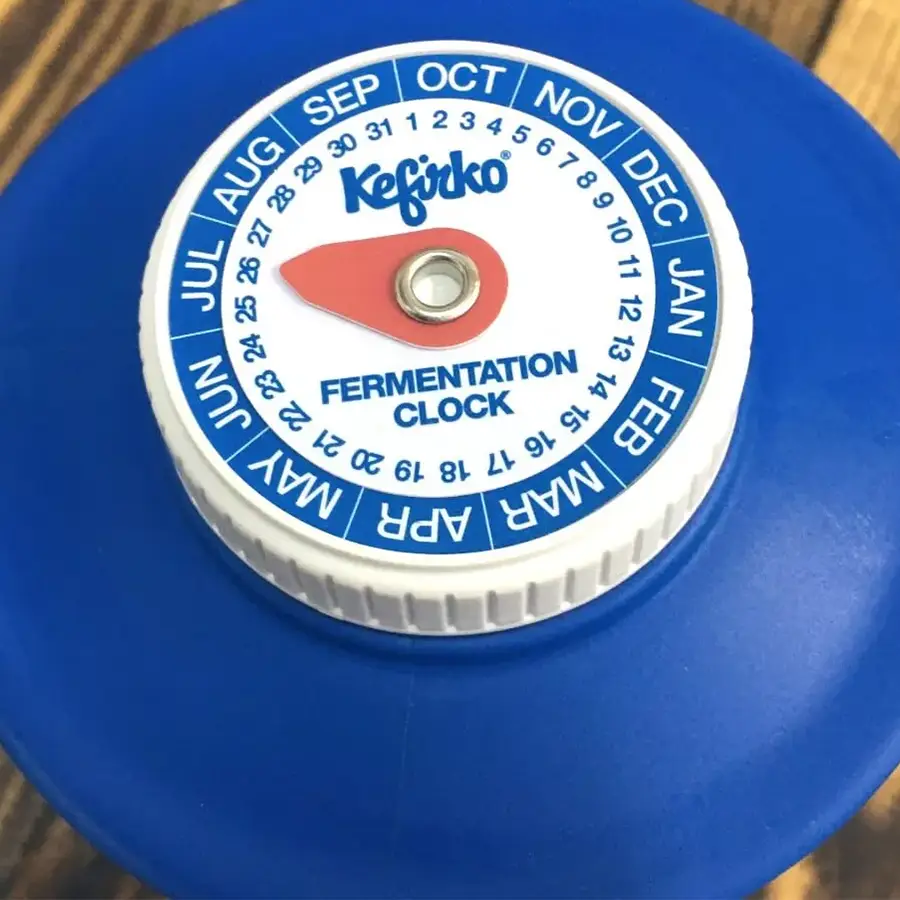 JAN FEB MAR APR MAY JUN JUL AUG SEP OCT NOV DEC
1 2 3 4 5 6 7 8 9 10 11 12 13 14 15 16 17 18 19 20 21 22 23 24 25 26 27 28 29 30 31
Kefirko®
FERMENTATION
CLOCK